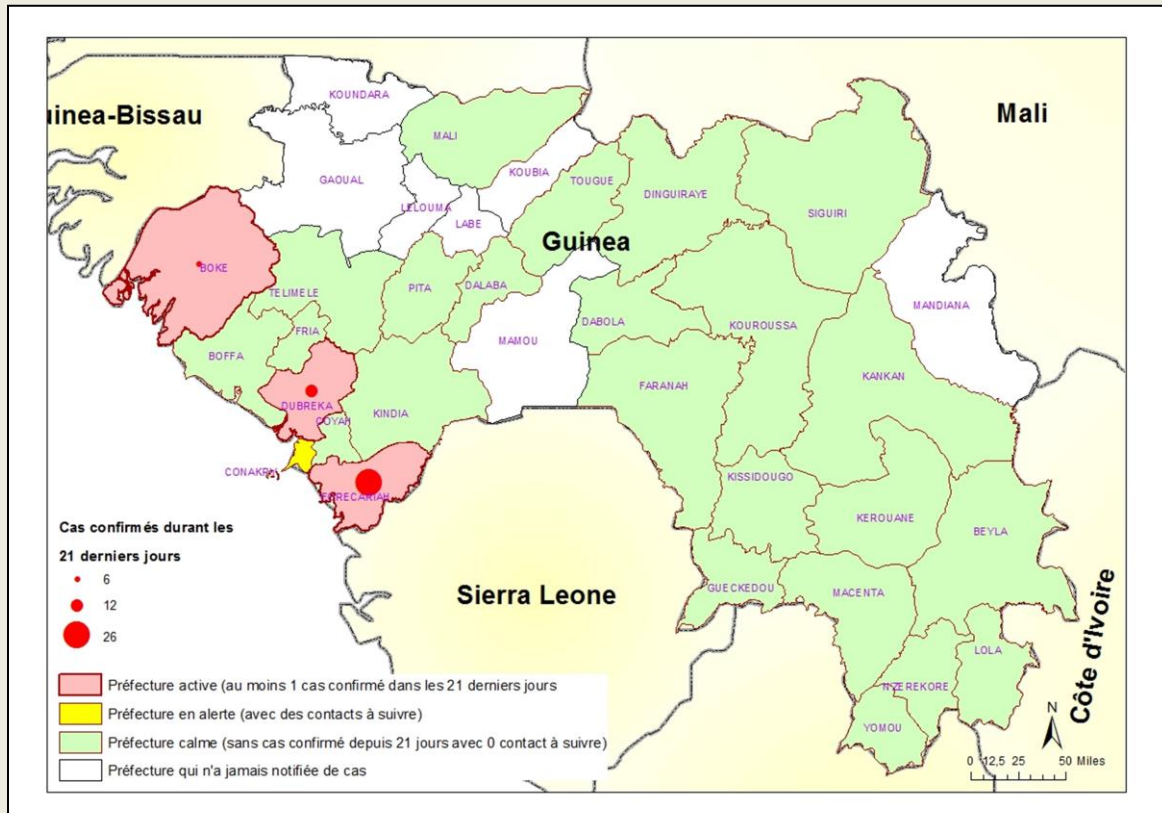 KOUNDARA
uinea-Bissau
Mali
MALI
KOUBIA
GAOUAL
TOUGUE
DINGUIRAYE
LELOUMA
LABE
SIGUIRI
Guinea
BOKE
TELIMELE
PITA
DALABA
MANDIANA
DABOLA
KOUROUSSA
FRIA
MAMOU
BOFFA
KANKAN
FARANAH
DUBREKA
KINDIA
COYAH
CONAKRY
FORECARIAH
KISSIDOUGO
KEROUANE
BEYLA
GUECKEDOU
MACENTA
Sierra Leone
LOLA
N'ZEREKORE
YOMOU
Côte d'Ivoire
Cas confirmés durant les
21 derniers jours
6
12
26
Préfecture active (au moins 1 cas confirmé dans les 21 derniers jours
Préfecture en alerte (avec des contacts à suivre)
Préfecture calme (sans cas confirmé depuis 21 jours avec 0 contact à suivre)
Préfecture qui n'a jamais notifiée de cas
N
0 12,5 25 50 Miles